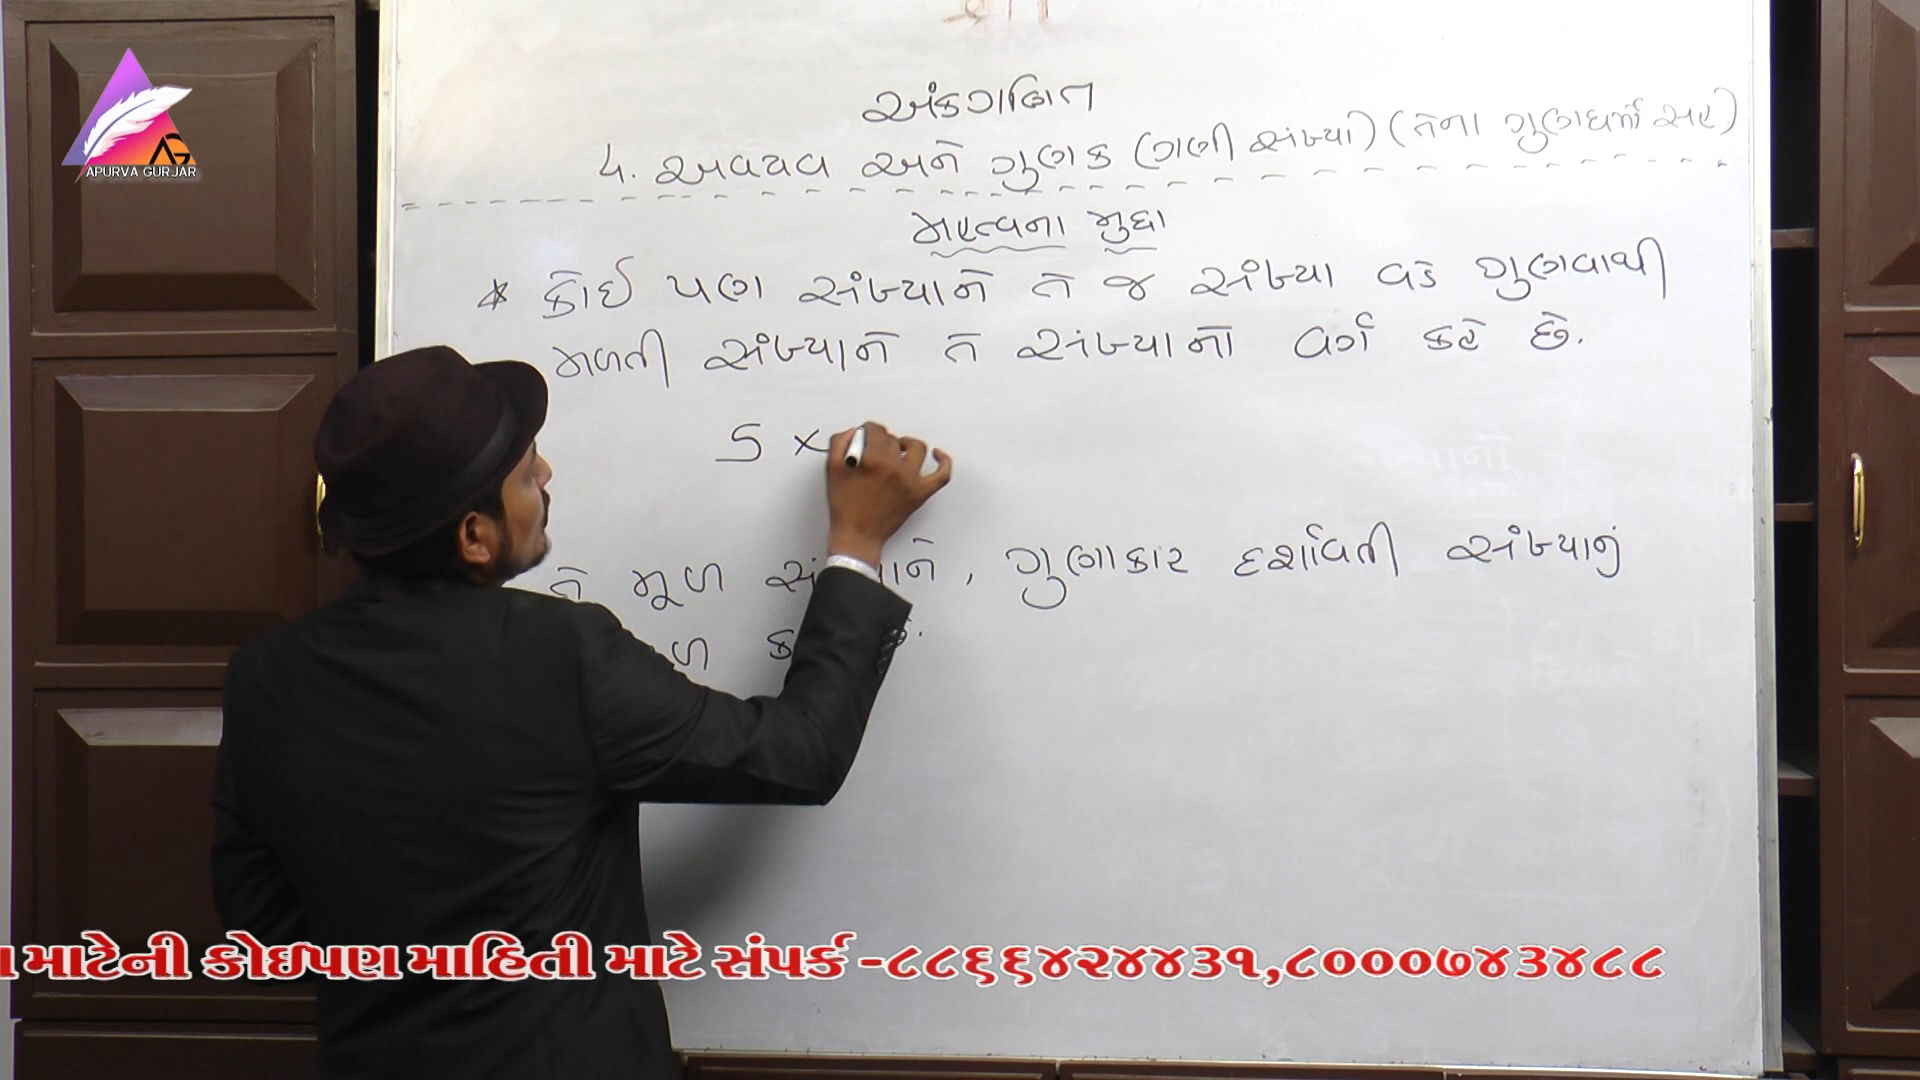 AG
APURVA GURJAR
અંકગણિત
4. અવયવ અને ગુણક (ગણી સંખ્યા) (તેના ગુણધર્મો સહ)
મહત્વના મુદ્દા
* કોઈ પણ સંખ્યાને તે જ સંખ્યા વડે ગુણવાથી
મળતી સંખ્યાને તે સંખ્યાનો વર્ગ કહે છે.
5 ×
તે મૂળ સંખ્યાને, ગુણાકાર દર્શાવતી સંખ્યાનું
માટેની કોઇપણ માહિતી માટે સંપર્ક -૮૮૬૬૪૨૪૪૩૧,૮૦૦૦૭૪૩૪૮૮